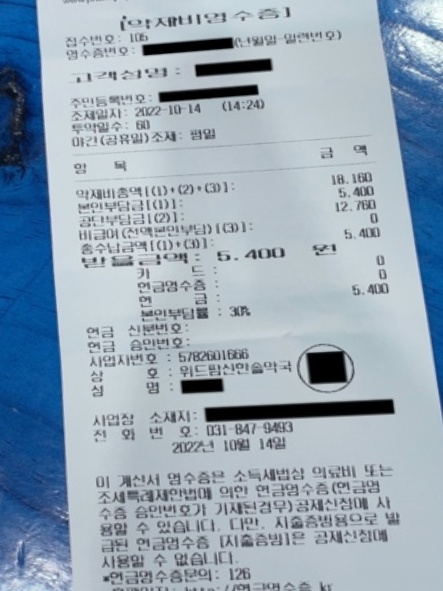 [약제비영수증]
접수번호: 105
영수증번호: (년월일-일련번호)
고객성명:
주민등록번호:
조제일자: 2022-10-14 (14:24)
투약일수: 60
야간(공휴일)조제: 평일
항 목 금 액
약제비총액[(1)+(2)+(3)]: 18.160
본인부담금[(1)]: 5.400
공단부담금[(2)]: 12.760
비급여(전액본인부담)[(3)]: 0
총수납금액[(1)+(3)]: 5.400
받을금액: 5.400 원
카 드 : 0
현금영수증 : 0
현 금 : 5.400
본인부담률 : 30%
현금 신분번호:
현금 승인번호:
사업자번호 : 5782601666
상 호 : 위드팜신한솔약국
성 명 :
사업장 소재지:
전 화 번 호: 031-847-9493
2022년 10월 14일
이 계산서 영수증은 소득세법상 의료비 또는
조세특례제한법에 의한 현금영수증(현금영
수증 승인번호가 기재된경우)공제신청에 사
용할 수 있습니다. 다만, 지출증빙용으로 발
급된 현금영수증 [지출증빙]은 공제신청에
사용할 수 없습니다.
*현금영수증문의: 126